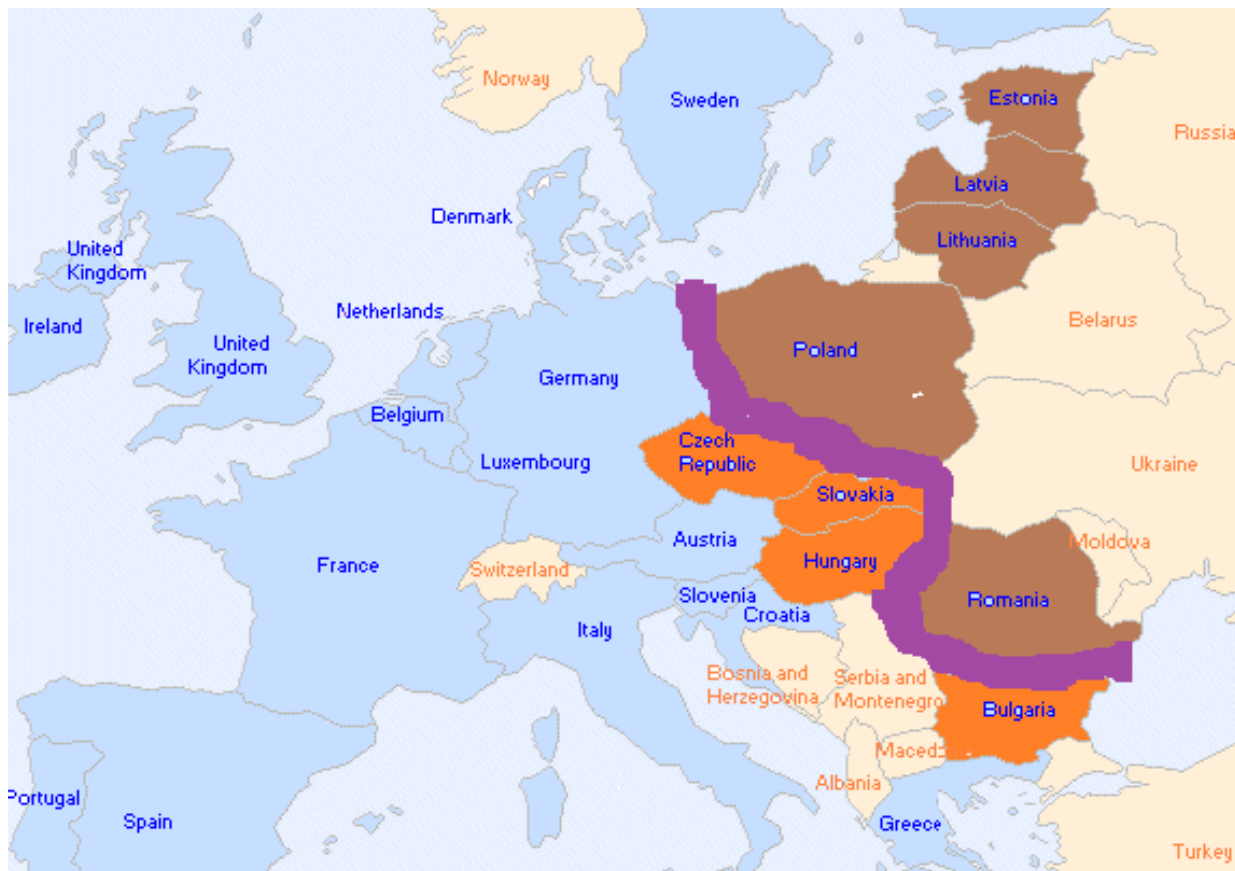 Norway
Sweden
Estonia
Russia
Latvia
Denmark
Lithuania
United
Kingdom
Netherlands
Ireland
Belarus
United
Kingdom
Poland
Germany
Belgium
Czech
Republic
Luxembourg
Ukraine
Slovakia
Austria
Moldova
Hungary
France
Switzerland
Slovenia
Romania
Croatia
Italy
Bosnia and
Herzegovina
Serbia and
Montenegro
Bulgaria
Maced
Albania
Portugal
Spain
Greece
Turkey